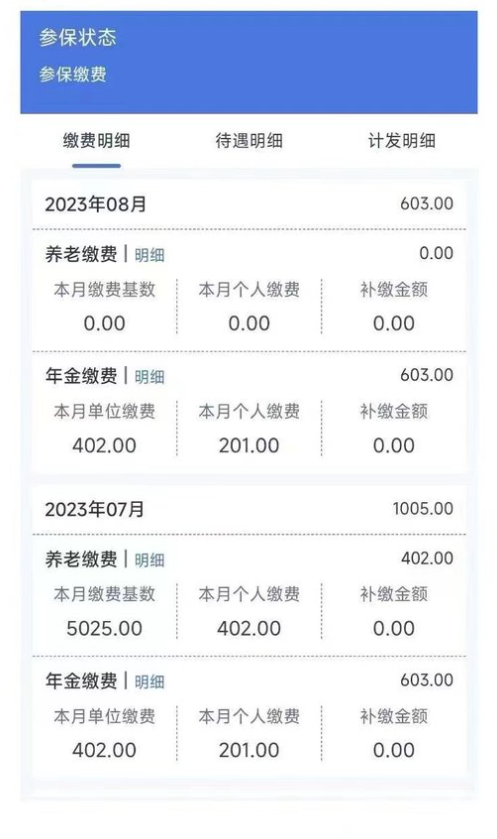 参保状态
参保缴费
缴费明细 待遇明细 计发明细
2023年08月 603.00
养老缴费 | 明细 0.00
本月缴费基数 本月个人缴费 补缴金额
0.00 0.00 0.00
年金缴费 | 明细 603.00
本月单位缴费 本月个人缴费 补缴金额
402.00 201.00 0.00
2023年07月 1005.00
养老缴费 | 明细 402.00
本月缴费基数 本月个人缴费 补缴金额
5025.00 402.00 0.00
年金缴费 | 明细 603.00
本月单位缴费 本月个人缴费 补缴金额
402.00 201.00 0.00